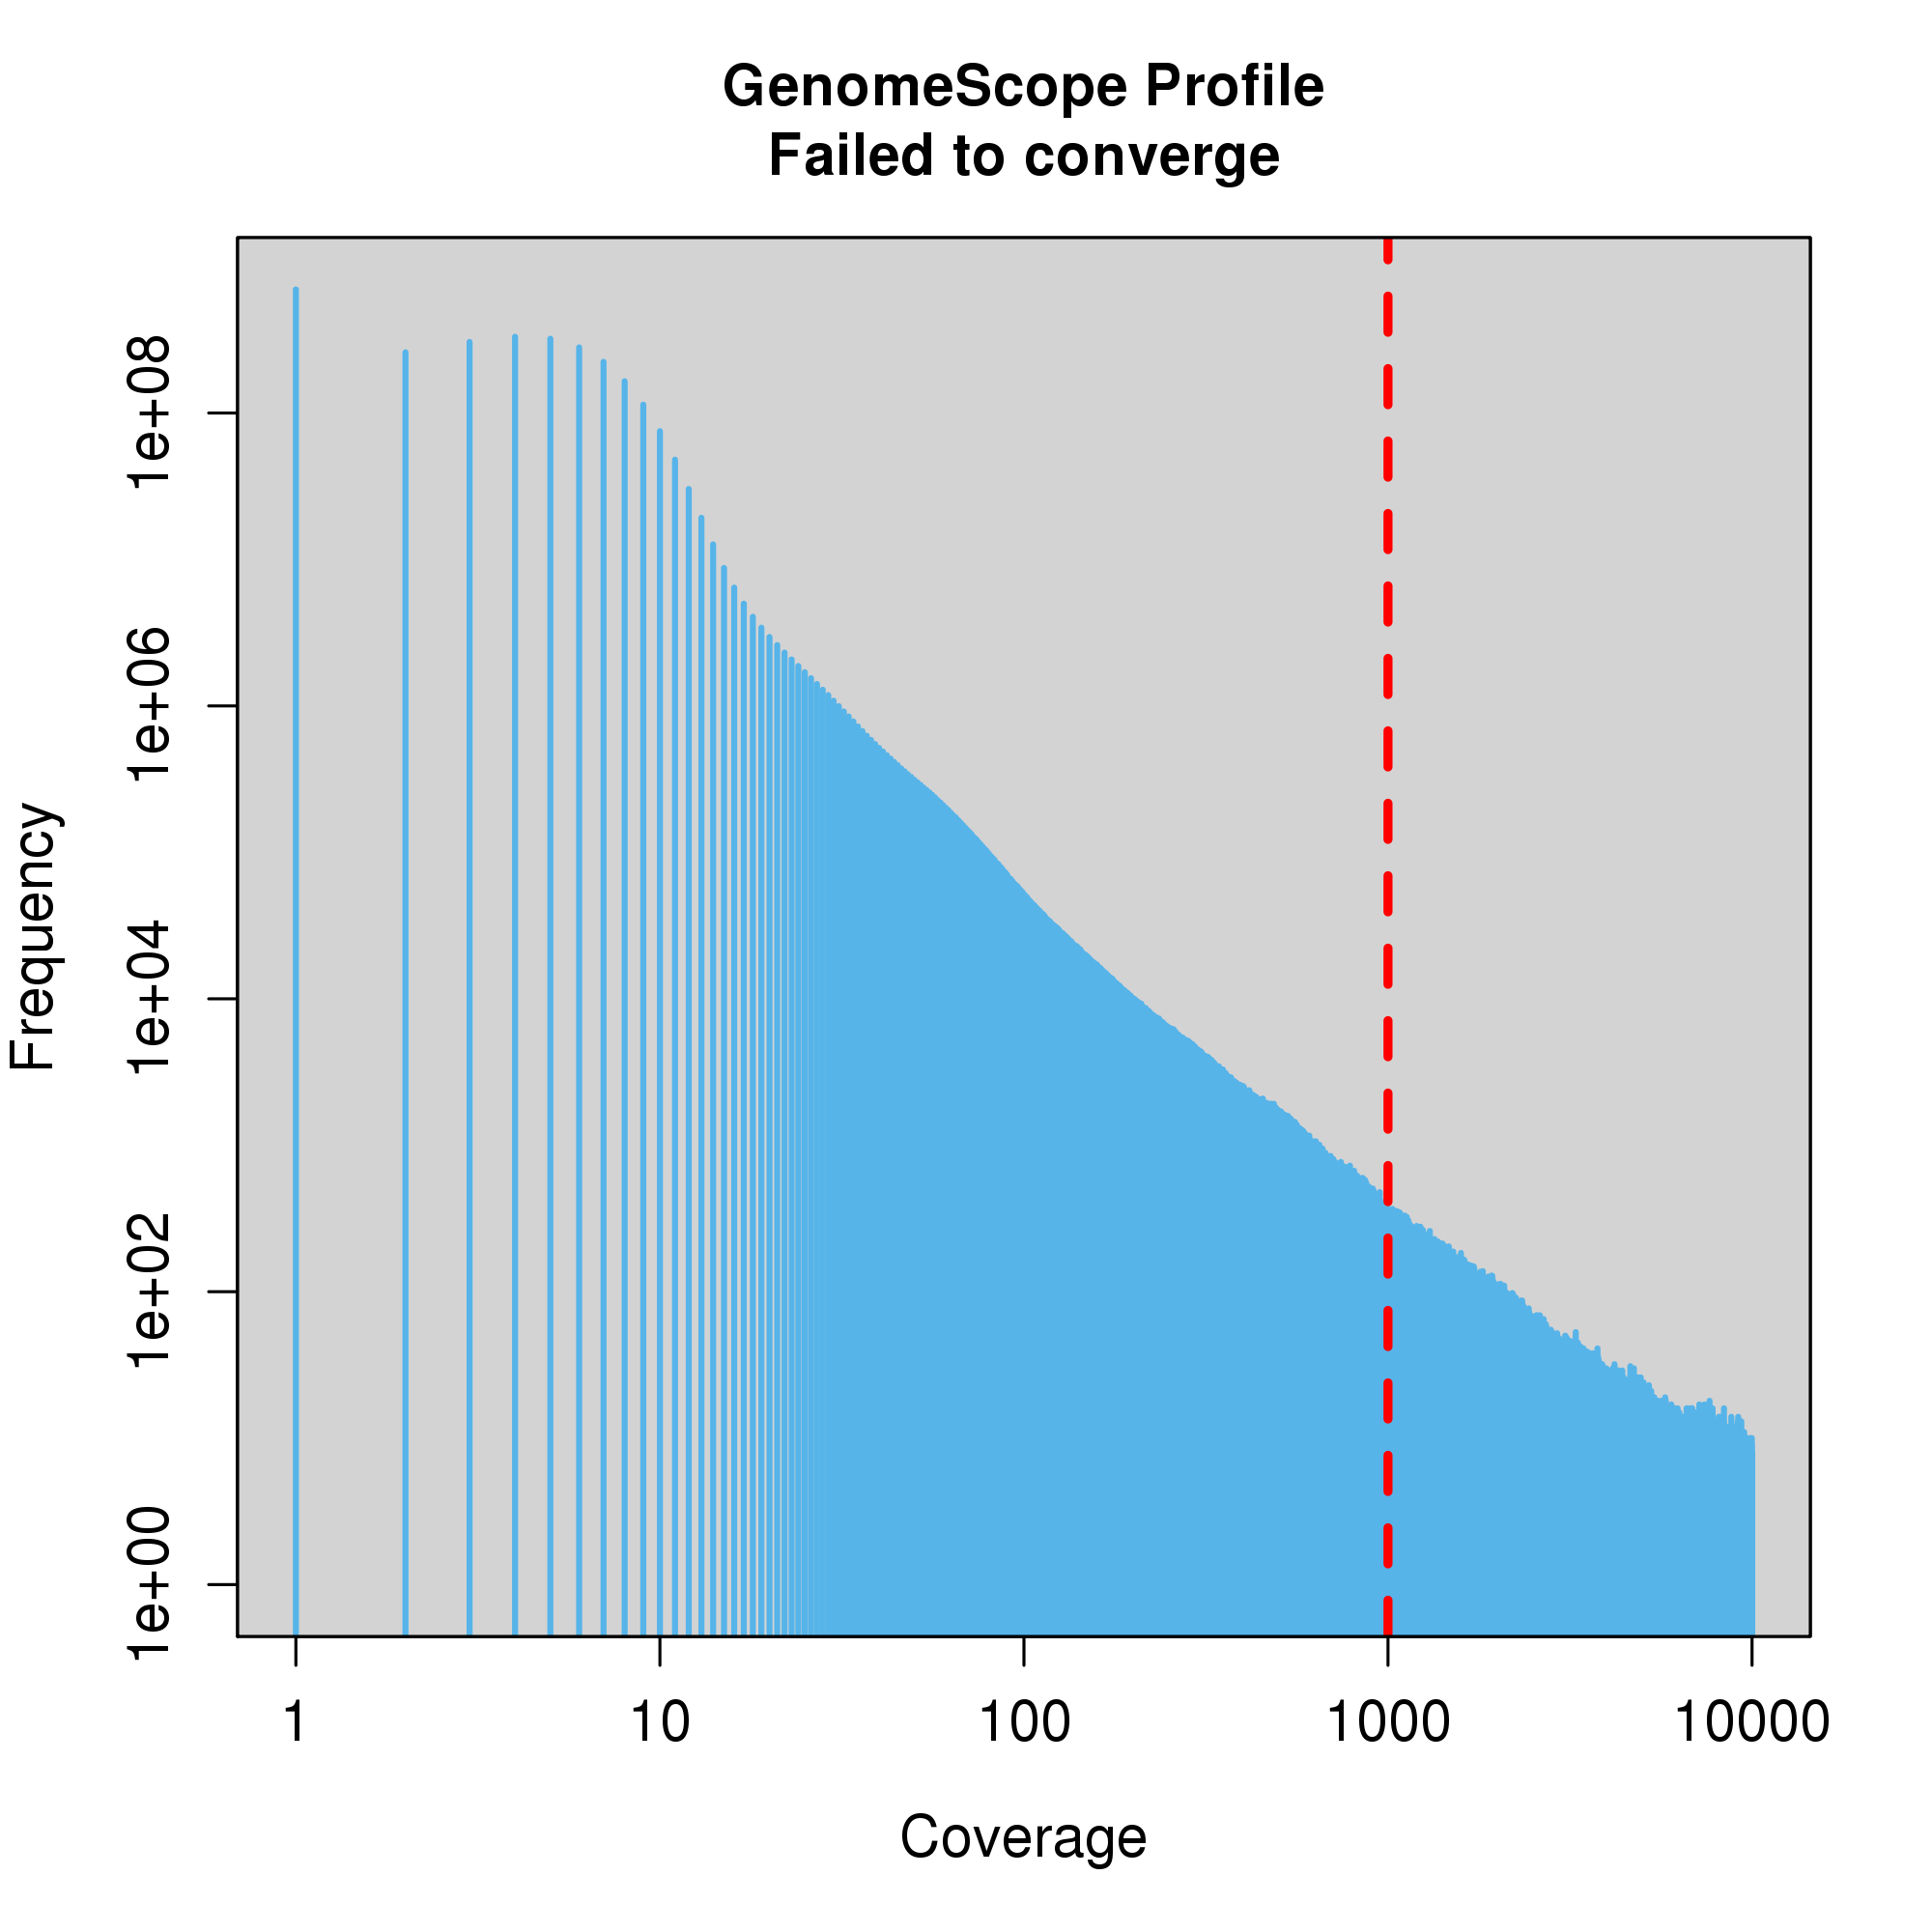 GenomeScope Profile
Failed to converge
1e+08
1e+06
1e+04
1e+02
1e+00
Frequency
1
10
100
1000
10000
Coverage